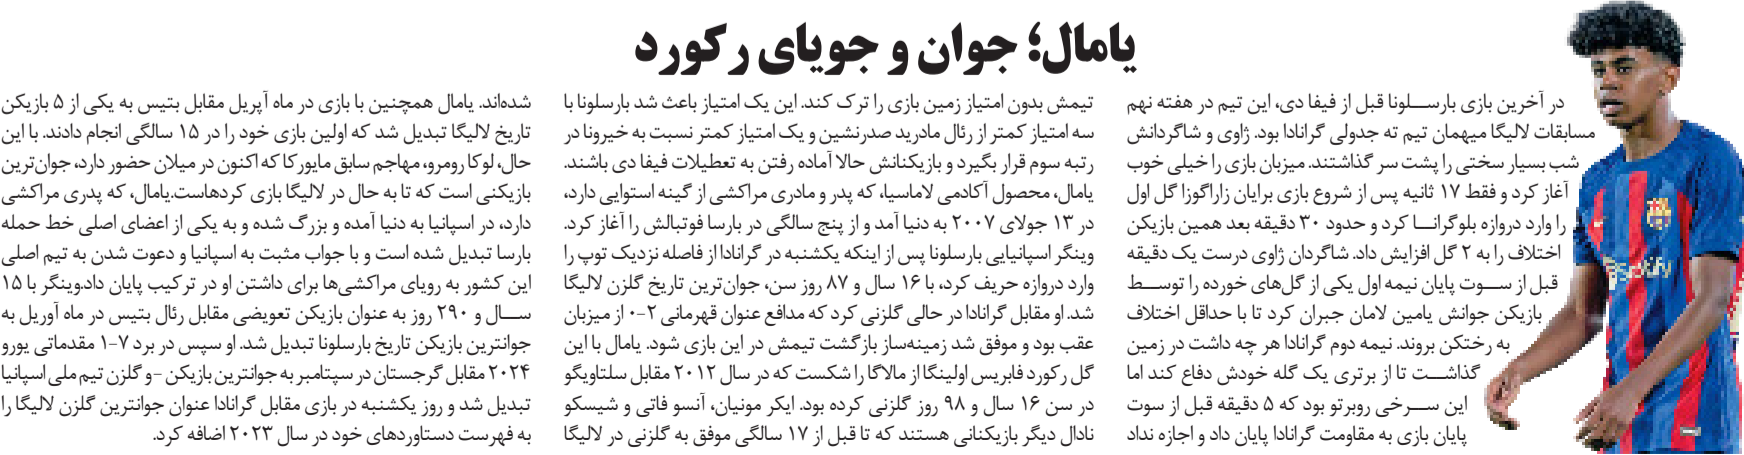 یامال؛ جوان و جویای رکورد
در آخرین بازی بارسلونا قبل از فیفا دی، این تیم در هفته نهم
مسابقات لالیگا میهمان تیم ته جدولی گرانادا بود. ژاوی و شاگردانش
شب بسیار سختی را پشت سر گذاشتند. میزبان بازی را خیلی خوب
آغاز کرد و فقط ۱۷ ثانیه پس از شروع بازی برایان زاراگوزا گل اول
را وارد دروازه بلوگرانا کرد و حدود ۳۰ دقیقه بعد همین بازیکن
اختلاف را به ۲ گل افزایش داد. شاگردان ژاوی درست یک دقیقه
قبل از سوت پایان نیمه اول یکی از گل‌های خورده را توسط
بازیکن جوانش یامین لامان جبران کرد تا با حداقل اختلاف
به رختکن بروند. نیمه دوم گرانادا هر چه داشت در زمین
گذاشت تا از برتری یک گله خودش دفاع کند اما
این سرخی روبرتو بود که ۵ دقیقه قبل از سوت
پایان بازی به مقاومت گرانادا پایان داد و اجازه نداد
تیمش بدون امتیاز زمین بازی را ترک کند. این یک امتیاز باعث شد بارسلونا با
سه امتیاز کمتر از رئال مادرید صدرنشین و یک امتیاز کمتر نسبت به خیرونا در
رتبه سوم قرار بگیرد و بازیکنانش حالا آماده رفتن به تعطیلات فیفا دی باشند.
یامال، محصول آکادمی لاماسیا، که پدر و مادری مراکشی از گینه استوایی دارد،
در ۱۳ جولای ۲۰۰۷ به دنیا آمد و از پنج سالگی در بارسا فوتبالش را آغاز کرد.
وینگر اسپانیایی بارسلونا پس از اینکه یکشنبه در گرانادا از فاصله نزدیک توپ را
وارد دروازه حریف کرد، با ۱۶ سال و ۸۷ روز سن، جوان‌ترین تاریخ گلزن لالیگا
شد. او مقابل گرانادا در حالی گلزنی کرد که مدافع عنوان قهرمانی ۲-۰ از میزبان
عقب بود و موفق شد زمینه‌ساز بازگشت تیمش در این بازی شود. یامال با این
گل رکورد فابریس اولینگا از مالاگا را شکست که در سال ۲۰۱۲ مقابل سلتاویگو
در سن ۱۶ سال و ۹۸ روز گلزنی کرده بود. ایکر مونیان، آنسو فاتی و شیسکو
نادال دیگر بازیکنانی هستند که تا قبل از ۱۷ سالگی موفق به گلزنی در لالیگا
شده‌اند. یامال همچنین با بازی در ماه آپریل مقابل بتیس به یکی از ۵ بازیکن
تاریخ لالیگا تبدیل شد که اولین بازی خود را در ۱۵ سالگی انجام دادند. با این
حال، لوکا رومرو، مهاجم سابق مایورکا که اکنون در میلان حضور دارد، جوان‌ترین
بازیکنی است که تا به حال در لالیگا بازی کردهاست.یامال، که پدری مراکشی
دارد، در اسپانیا به دنیا آمده و بزرگ شده و به یکی از اعضای اصلی خط حمله
بارسا تبدیل شده است و با جواب مثبت به اسپانیا و دعوت شدن به تیم اصلی
این کشور به رویای مراکشی‌ها برای داشتن او در ترکیب پایان داد.وینگر با ۱۵
سال و ۲۹۰ روز به عنوان بازیکن تعویضی مقابل رئال بتیس در ماه آوریل به
جوانترین بازیکن تاریخ بارسلونا تبدیل شد. او سپس در برد ۷-۱ مقدماتی یورو
۲۰۲۴ مقابل گرجستان در سپتامبر به جوانترین بازیکن -و گلزن تیم ملی اسپانیا
تبدیل شد و روز یکشنبه در بازی مقابل گرانادا عنوان جوانترین گلزن لالیگا را
به فهرست دستاوردهای خود در سال ۲۰۲۳ اضافه کرد.
Spotify